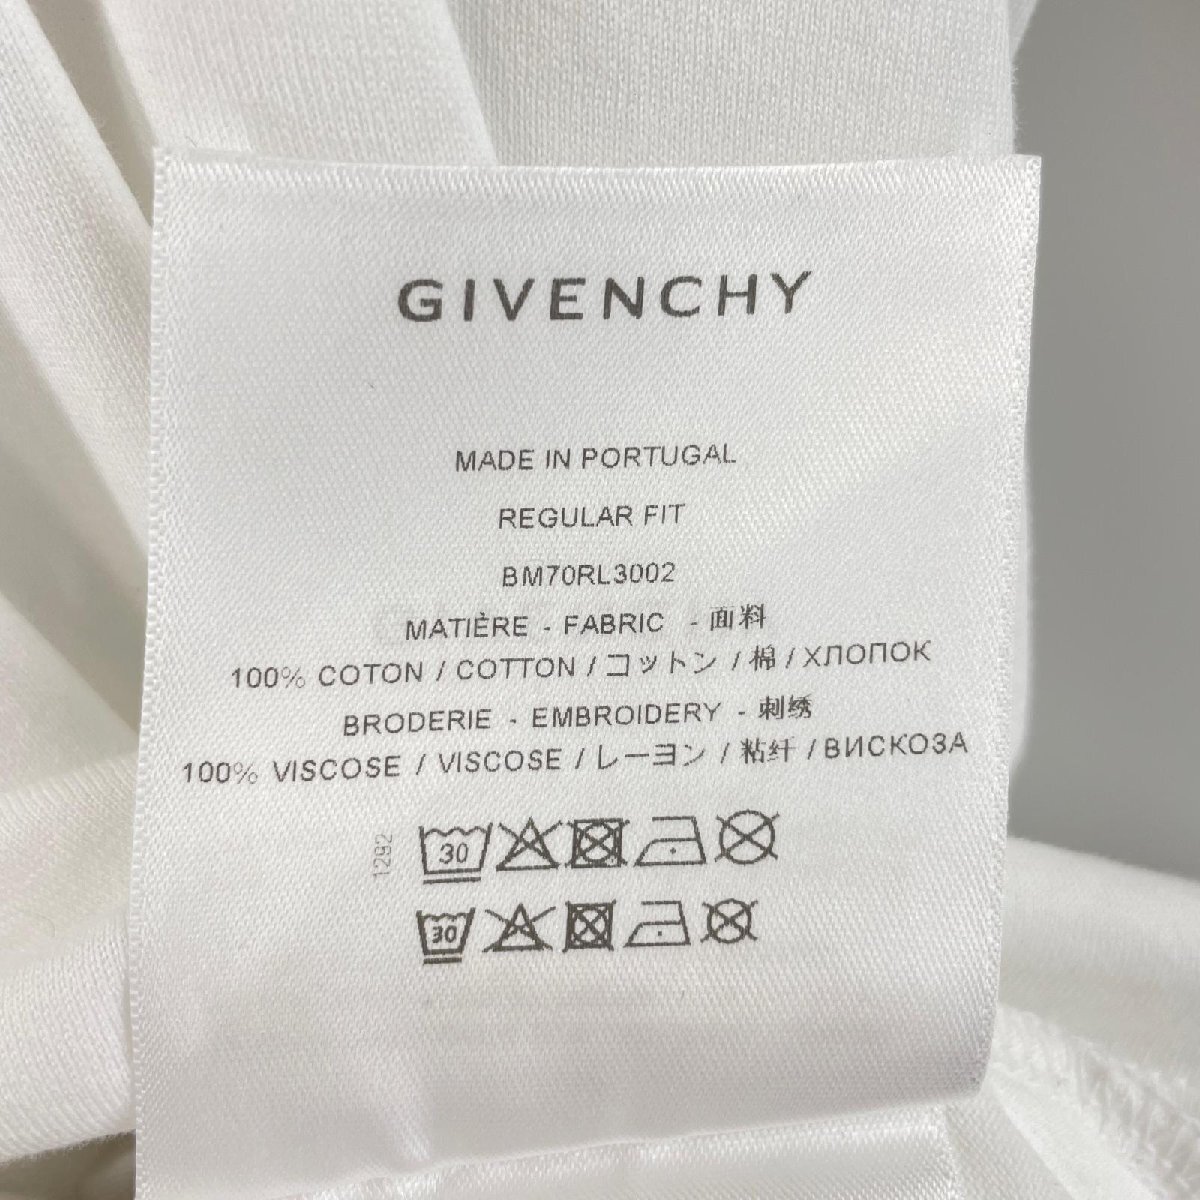 GIVENCHY
MADE IN PORTUGAL
REGULAR FIT
BM70RL3002
MATIÈRE - FABRIC - 面料
100% COTON / COTTON / コットン / 棉 / ХЛОПОК
BRODERIE - EMBROIDERY - 刺绣
100% VISCOSE / VISCOSE / レーヨン / 粘纤 / ВИСКОЗА
1292
30
30